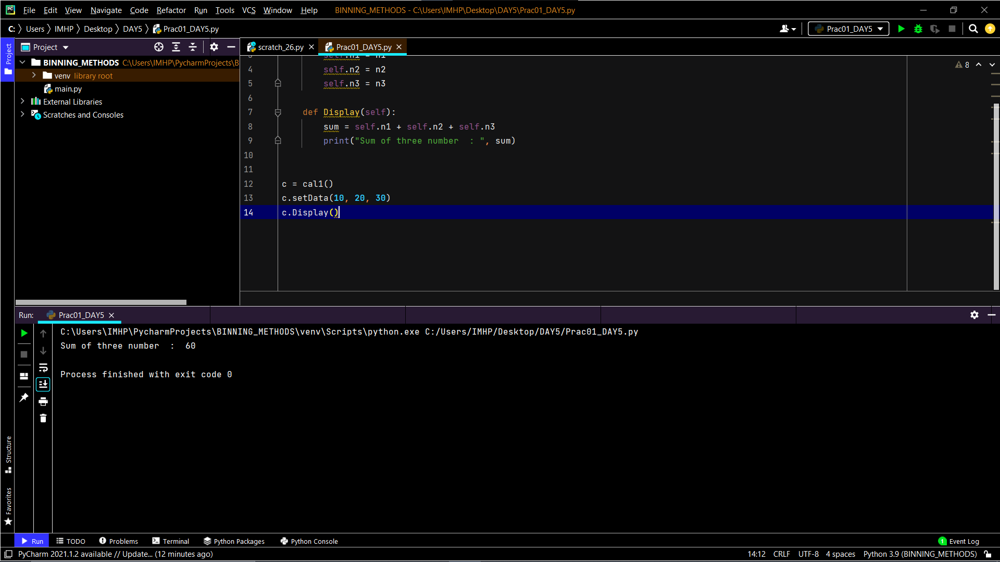 PC File Edit View Navigate Code Refactor Run Tools VCS Window Help BINNING_METHODS - C:\Users\IMHP\Desktop\DAY5\Prac01_DAY5.py
C: Users IMHP Desktop DAY5 Prac01_DAY5.py Prac01_DAY5
Project Project scratch_26.py Prac01_DAY5.py
BINNING_METHODS C:\Users\IMHP\PycharmProjects\B
venv library root
main.py
External Libraries
Scratches and Consoles
8
3 self.n1 = n1
4 self.n2 = n2
5 self.n3 = n3
6
7 def Display(self):
8 sum = self.n1 + self.n2 + self.n3
9 print("Sum of three number  : ", sum)
10
11
12 c = cal1()
13 c.setData(10, 20, 30)
14 c.Display()
Run: Prac01_DAY5
C:\Users\IMHP\PycharmProjects\BINNING_METHODS\venv\Scripts\python.exe C:/Users/IMHP/Desktop/DAY5/Prac01_DAY5.py
Sum of three number  :  60
Process finished with exit code 0
Structure
Favorites
Run TODO Problems Terminal Python Packages Python Console 1 Event Log
PyCharm 2021.1.2 available // Update... (12 minutes ago) 14:12 CRLF UTF-8 4 spaces Python 3.9 (BINNING_METHODS)